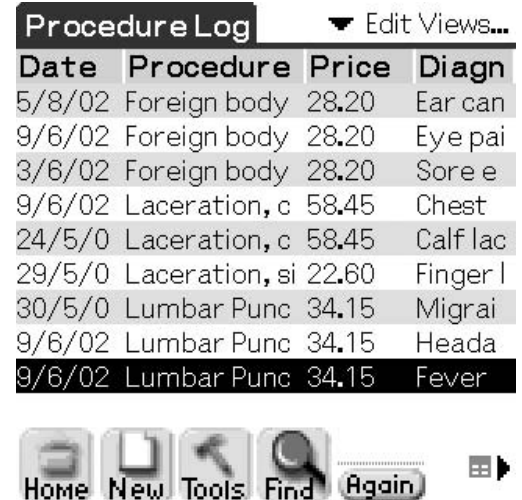 Procedure Log ▼ Edit Views...
Date Procedure Price Diagn
5/8/02 Foreign body 28.20 Ear can
9/6/02 Foreign body 28.20 Eye pai
3/6/02 Foreign body 28.20 Sore e
9/6/02 Laceration, c 58.45 Chest
24/5/0 Laceration, c 58.45 Calf lac
29/5/0 Laceration, si 22.60 Finger l
30/5/0 Lumbar Punc 34.15 Migrai
9/6/02 Lumbar Punc 34.15 Heada
9/6/02 Lumbar Punc 34.15 Fever
Home New Tools Find Again